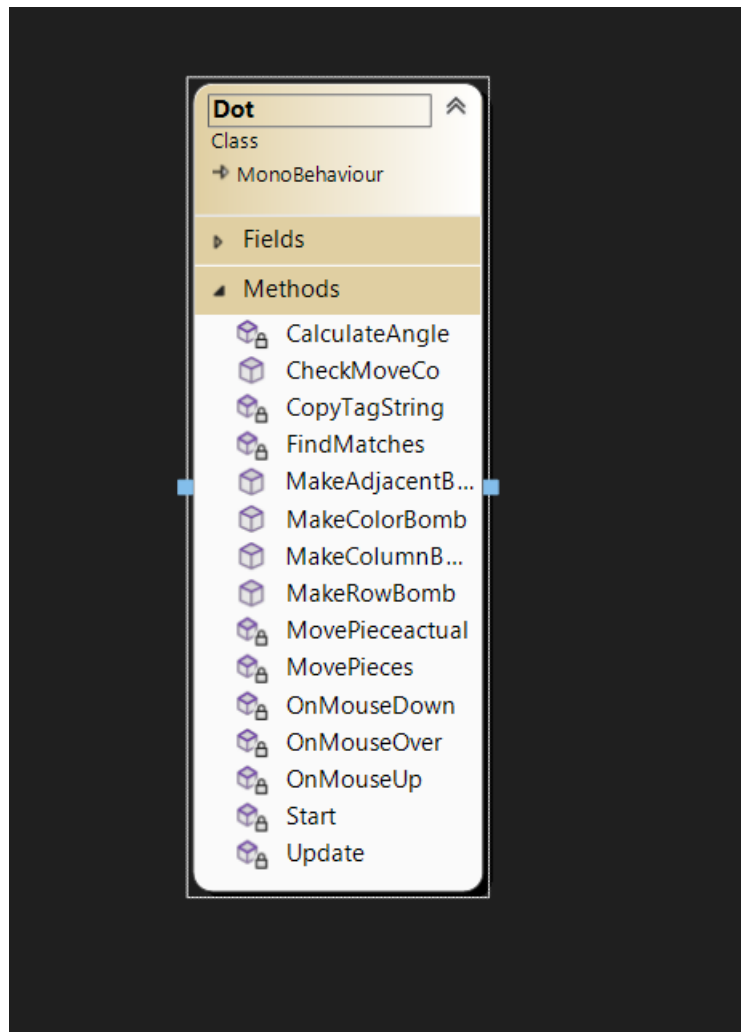 Dot
Class
MonoBehaviour
Fields
Methods
CalculateAngle
CheckMoveCo
CopyTagString
FindMatches
MakeAdjacentB...
MakeColorBomb
MakeColumnB...
MakeRowBomb
MovePieceactual
MovePieces
OnMouseDown
OnMouseOver
OnMouseUp
Start
Update